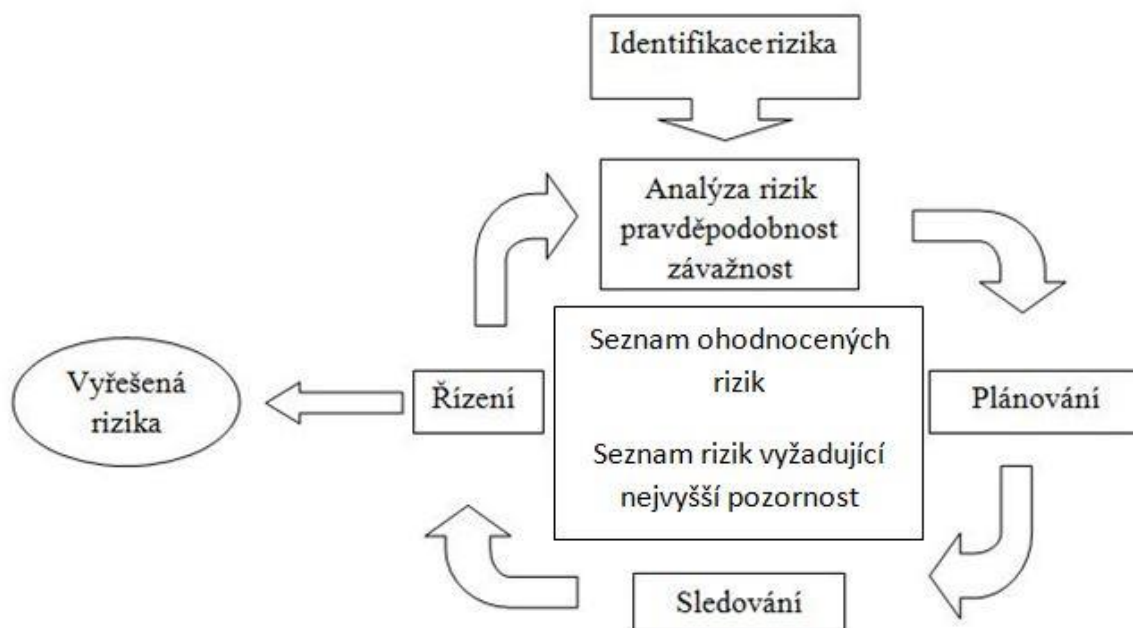 Identifikace rizika
Analýza rizik
pravděpodobnost
závažnost
Seznam ohodnocených
rizik
Seznam rizik vyžadující
nejvyšší pozornost
Vyřešená
rizika
Řízení
Plánování
Sledování